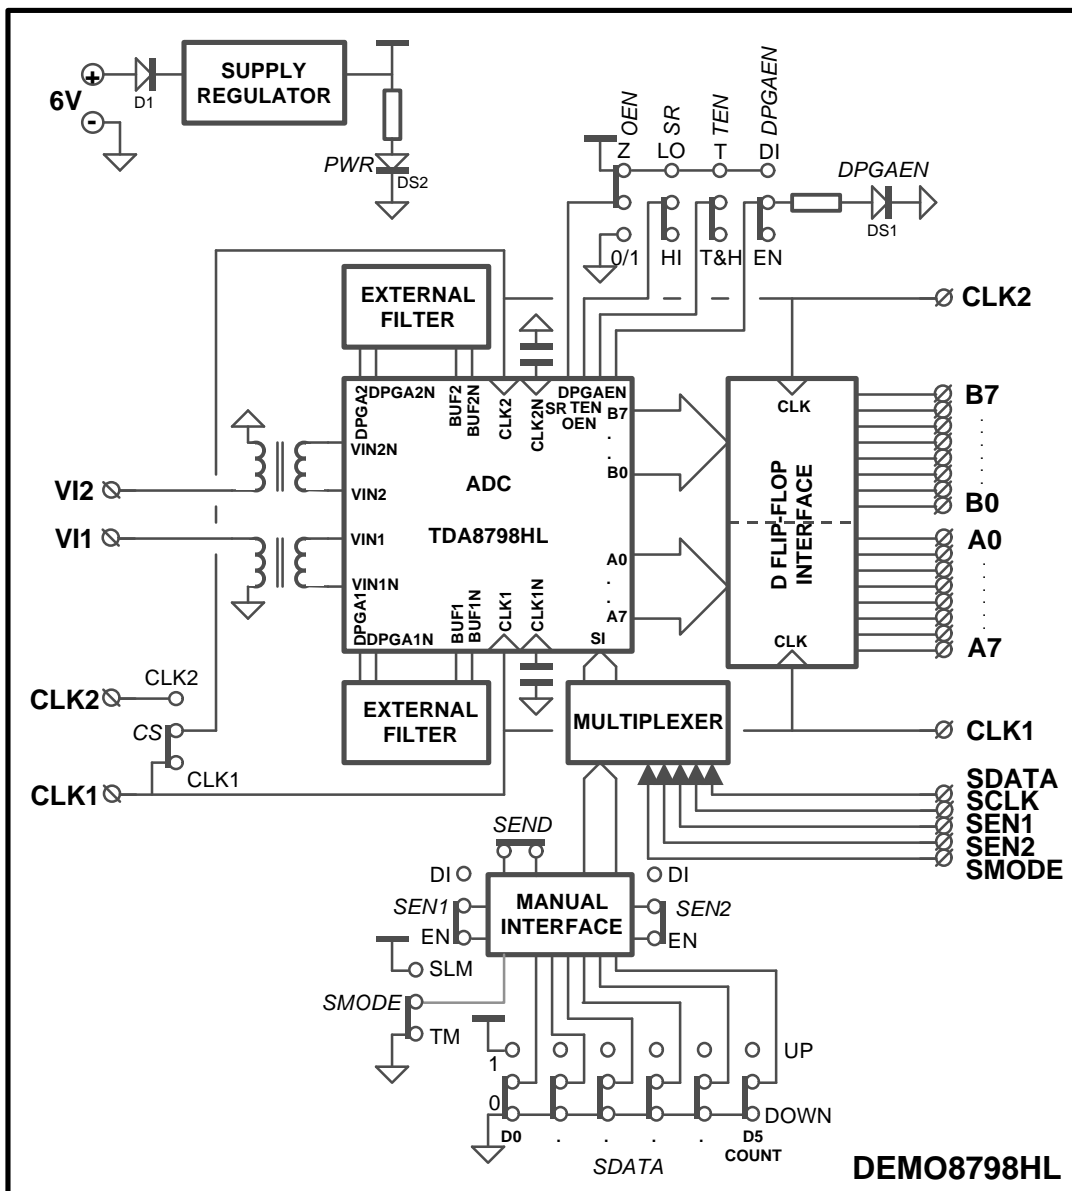 SUPPLY
REGULATOR
+
6V
-
D1
PWR
DS2
OEN
SR
TEN
DPGAEN
Z
LO
T
DI
DPGAEN
DS1
0/1
HI
T&H
EN
EXTERNAL
FILTER
CLK2
DPGA2
DPGA2N
BUF2
BUF2N
CLK2
CLK2N
DPGAEN
SR TEN
OEN
B7
.
.
B0
CLK
B7
.
.
.
.
.
B0
VIN2N
VIN2
ADC
TDA8798HL
VI2
VI1
VIN1
VIN1N
D FLIP-FLOP
INTERFACE
A0
.
.
A7
A0
.
.
.
.
.
A7
DPGA1
DPGA1N
BUF1
BUF1N
CLK1
CLK1N
SI
CLK
CLK2
CLK2
CS
CLK1
CLK1
EXTERNAL
FILTER
MULTIPLEXER
CLK1
SDATA
SCLK
SEN1
SEN2
SMODE
SEND
DI
DI
MANUAL
INTERFACE
SEN1
SEN2
EN
EN
SLM
SMODE
TM
1
UP
0
DOWN
D0 . . . . D5
COUNT
SDATA
DEMO8798HL